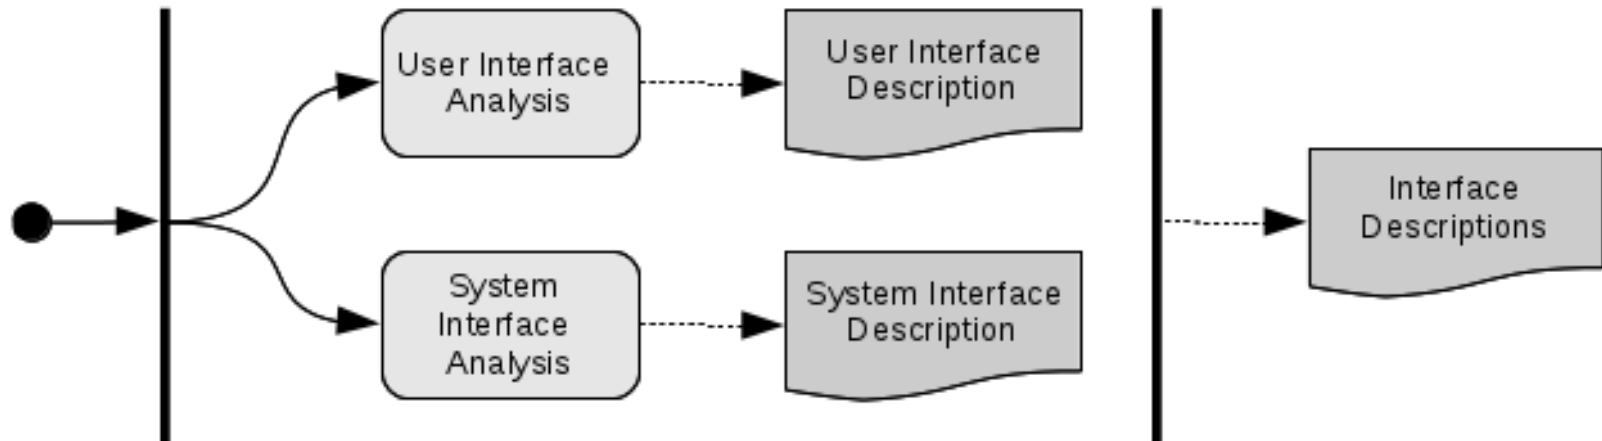 User Interface
Analysis
User Interface
Description
System
Interface
Analysis
System Interface
Description
Interface
Descriptions